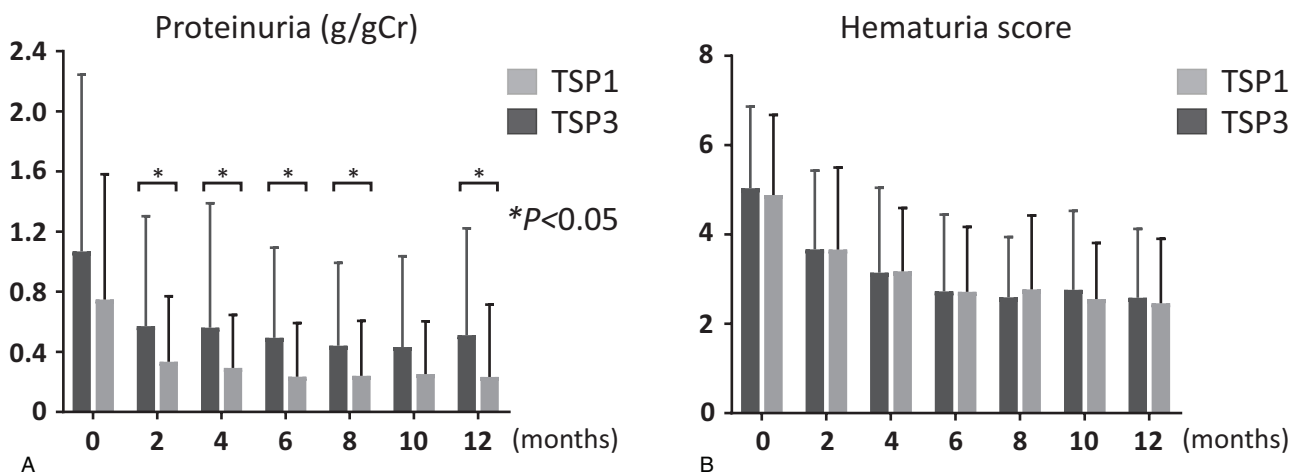 Proteinuria (g/gCr)
2.4
2.0
1.6
1.2
0.8
0.4
0
TSP1
TSP3
* * * * *
*P<0.05
0 2 4 6 8 10 12 (months)
A
Hematuria score
8
6
4
2
0
TSP1
TSP3
0 2 4 6 8 10 12 (months)
B